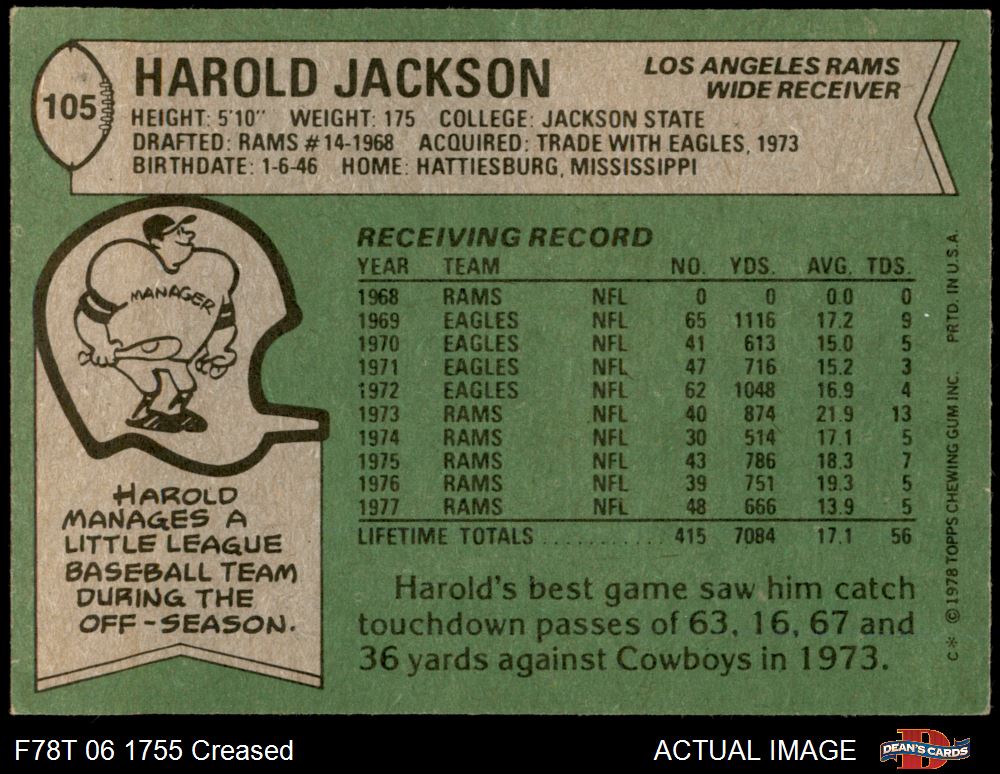 105
HAROLD JACKSON
LOS ANGELES RAMS
WIDE RECEIVER
HEIGHT: 5'10" WEIGHT: 175 COLLEGE: JACKSON STATE
DRAFTED: RAMS #14-1968 ACQUIRED: TRADE WITH EAGLES, 1973
BIRTHDATE: 1-6-46 HOME: HATTIESBURG, MISSISSIPPI
MANAGER
HAROLD
MANAGES A
LITTLE LEAGUE
BASEBALL TEAM
DURING THE
OFF-SEASON.
RECEIVING RECORD
YEAR TEAM NO. YDS. AVG. TDS.
1968 RAMS NFL 0 0 0.0 0
1969 EAGLES NFL 65 1116 17.2 9
1970 EAGLES NFL 41 613 15.0 5
1971 EAGLES NFL 47 716 15.2 3
1972 EAGLES NFL 62 1048 16.9 4
1973 RAMS NFL 40 874 21.9 13
1974 RAMS NFL 30 514 17.1 5
1975 RAMS NFL 43 786 18.3 7
1976 RAMS NFL 39 751 19.3 5
1977 RAMS NFL 48 666 13.9 5
LIFETIME TOTALS ........... 415 7084 17.1 56
Harold's best game saw him catch
touchdown passes of 63, 16, 67 and
36 yards against Cowboys in 1973.
C* ©1978 TOPPS CHEWING GUM INC. PRTD. IN U.S.A.
F78T 06 1755 Creased
ACTUAL IMAGE
DEAN'S CARDS